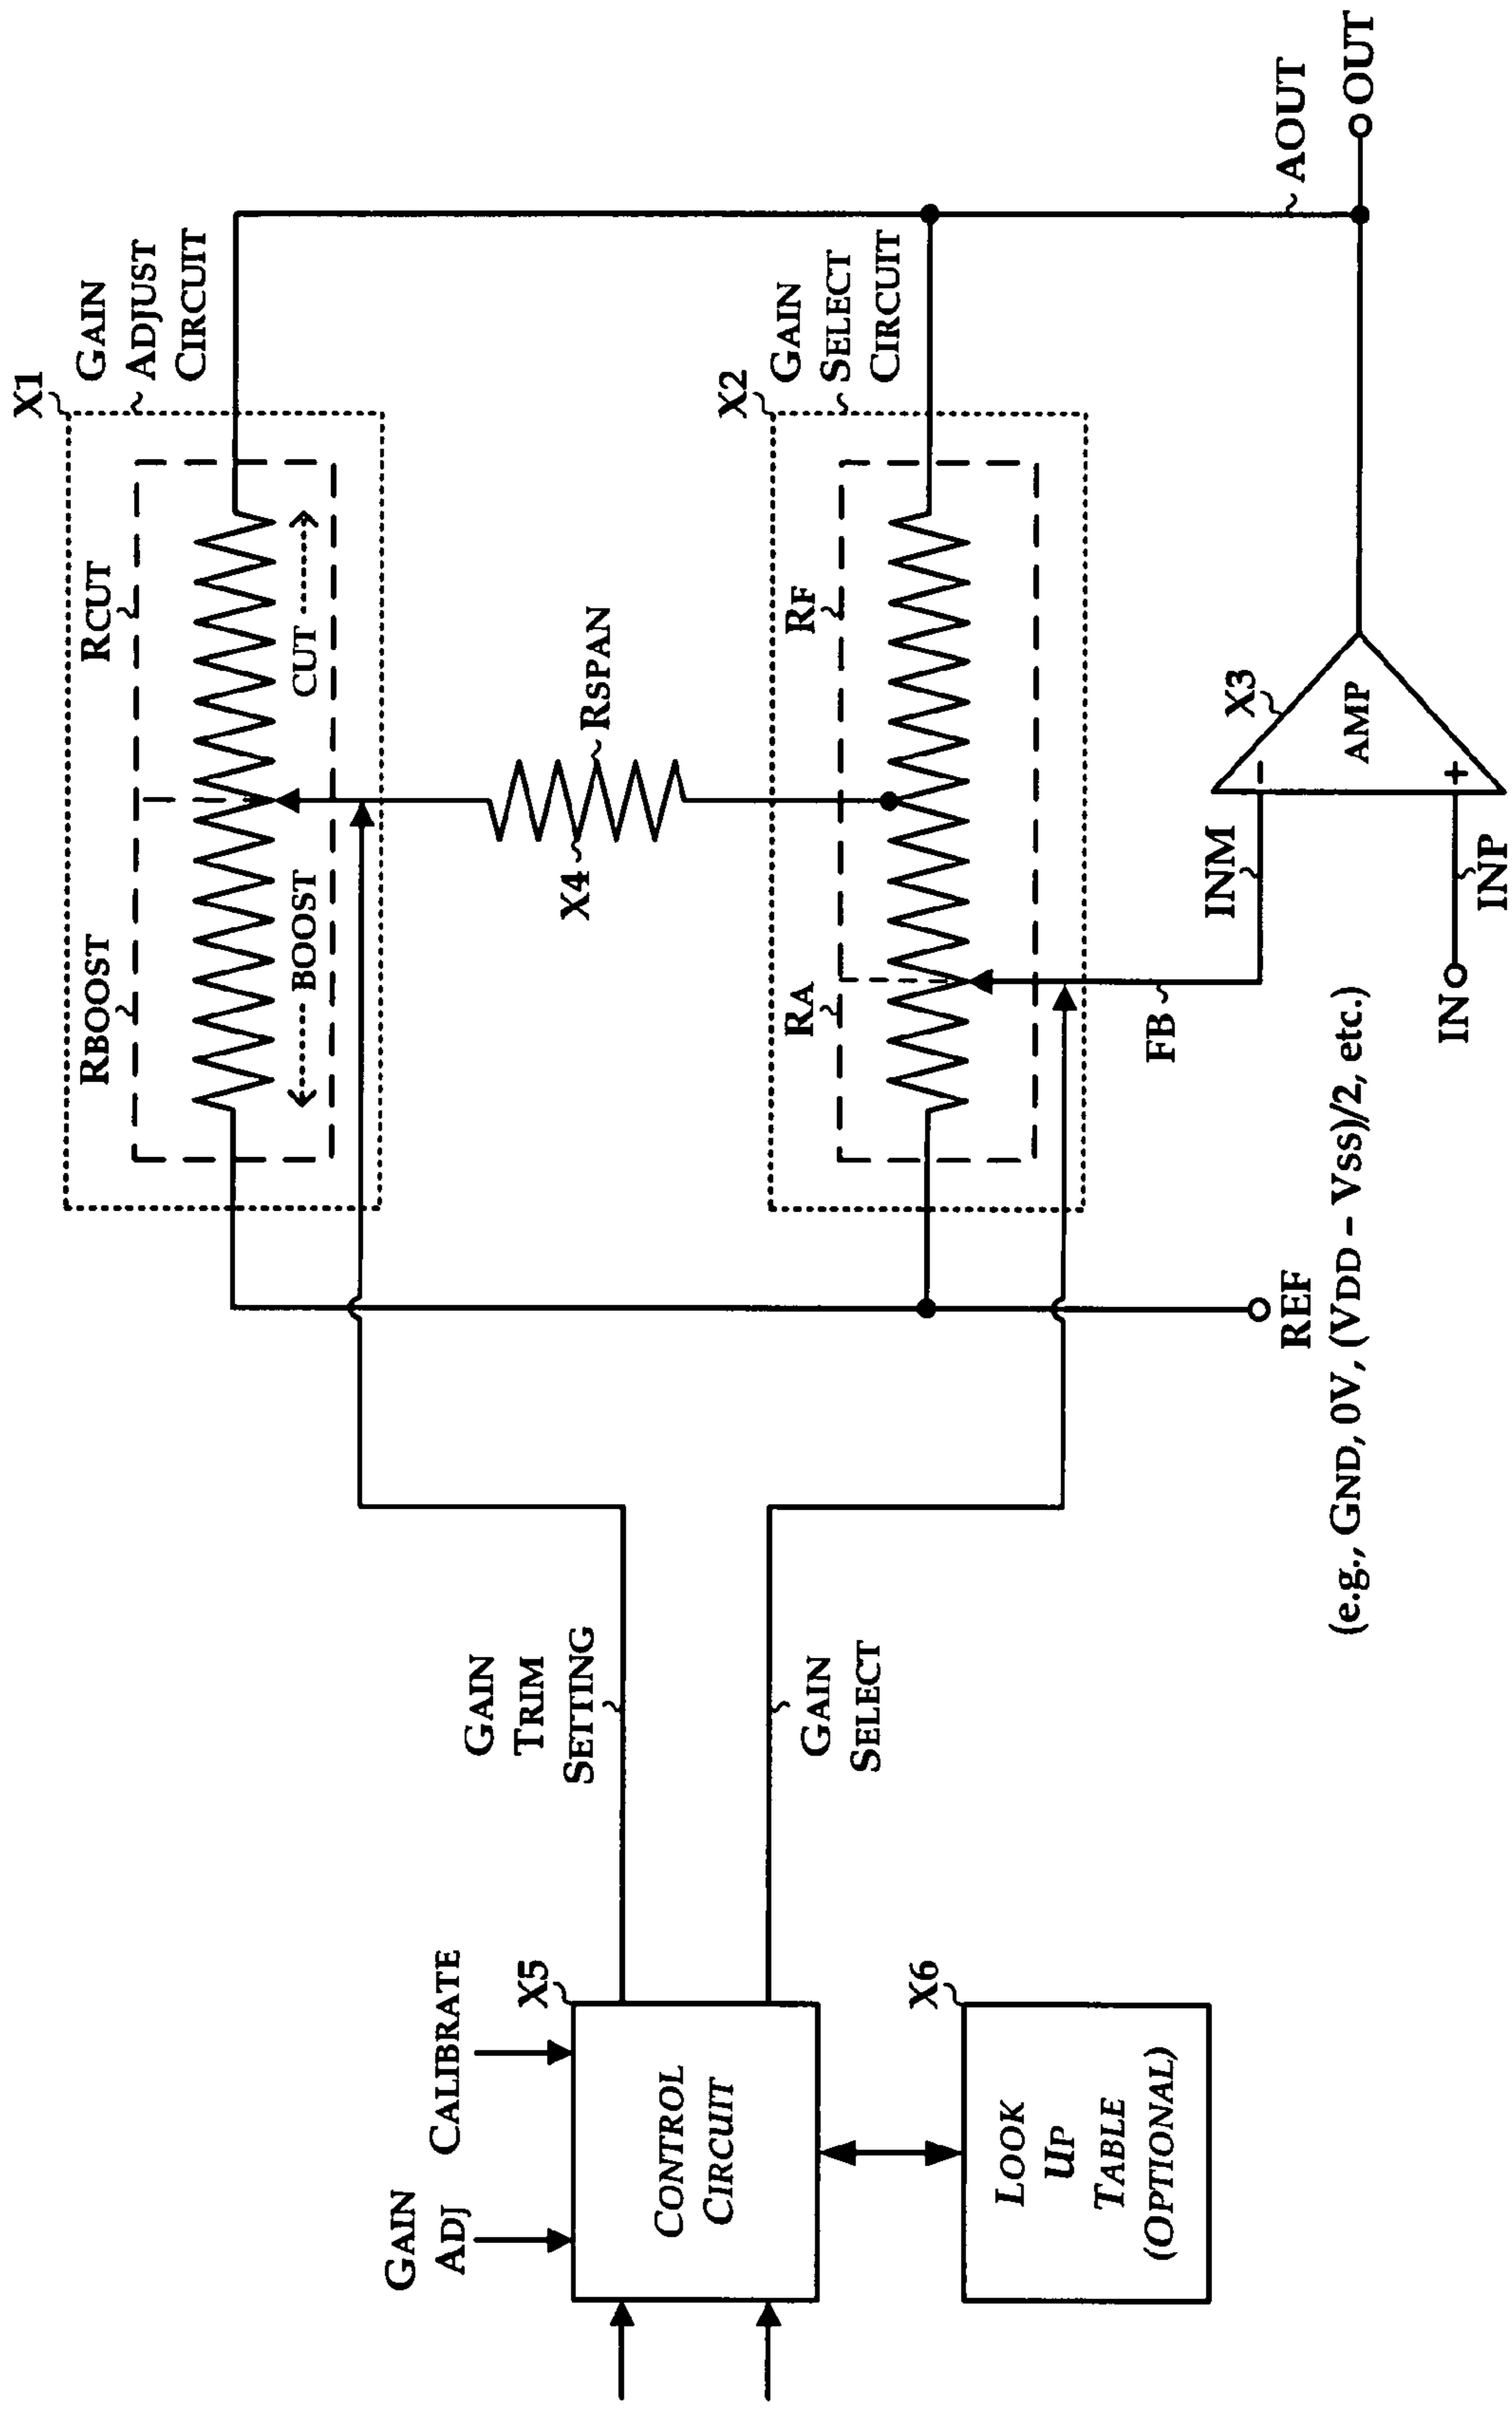 X1
GAIN
ADJUST
CIRCUIT
RBOOST
RCUT
BOOST
CUT
X4
RSPAN
X2
GAIN
SELECT
CIRCUIT
RA
RF
FB
INM
X3
AMP
−
+
IN
INP
AOUT
OUT
REF
(e.g., GND, 0V, (VDD – VSS)/2, etc.)
GAIN
TRIM
SETTING
GAIN
SELECT
GAIN
ADJ
CALIBRATE
X5
CONTROL
CIRCUIT
X6
LOOK
UP
TABLE
(OPTIONAL)